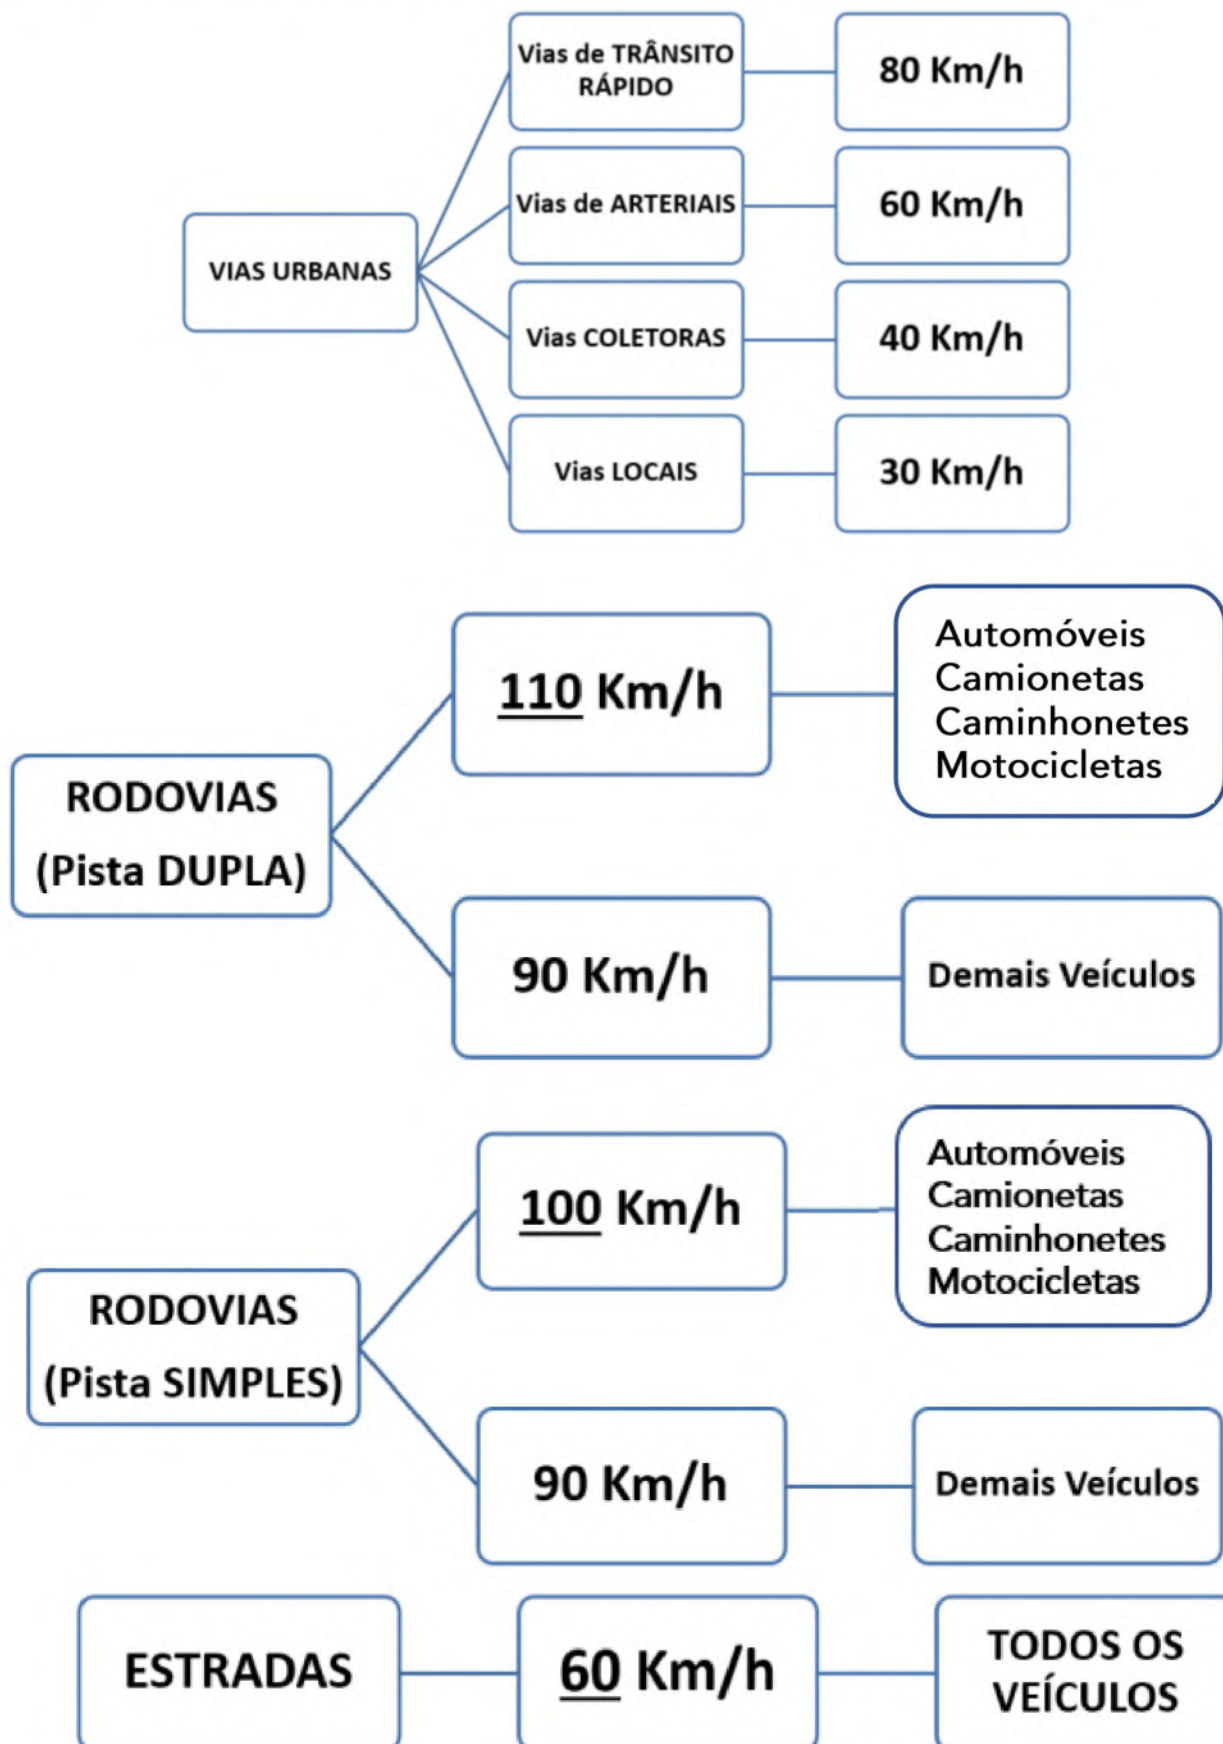 Vias de TRÂNSITO
RÁPIDO
80 Km/h
Vias de ARTERIAIS
60 Km/h
VIAS URBANAS
Vias COLETORAS
40 Km/h
Vias LOCAIS
30 Km/h
RODOVIAS
(Pista DUPLA)
110 Km/h
Automóveis
Camionetas
Caminhonetes
Motocicletas
90 Km/h
Demais Veículos
RODOVIAS
(Pista SIMPLES)
100 Km/h
Automóveis
Camionetas
Caminhonetes
Motocicletas
90 Km/h
Demais Veículos
ESTRADAS
60 Km/h
TODOS OS
VEÍCULOS